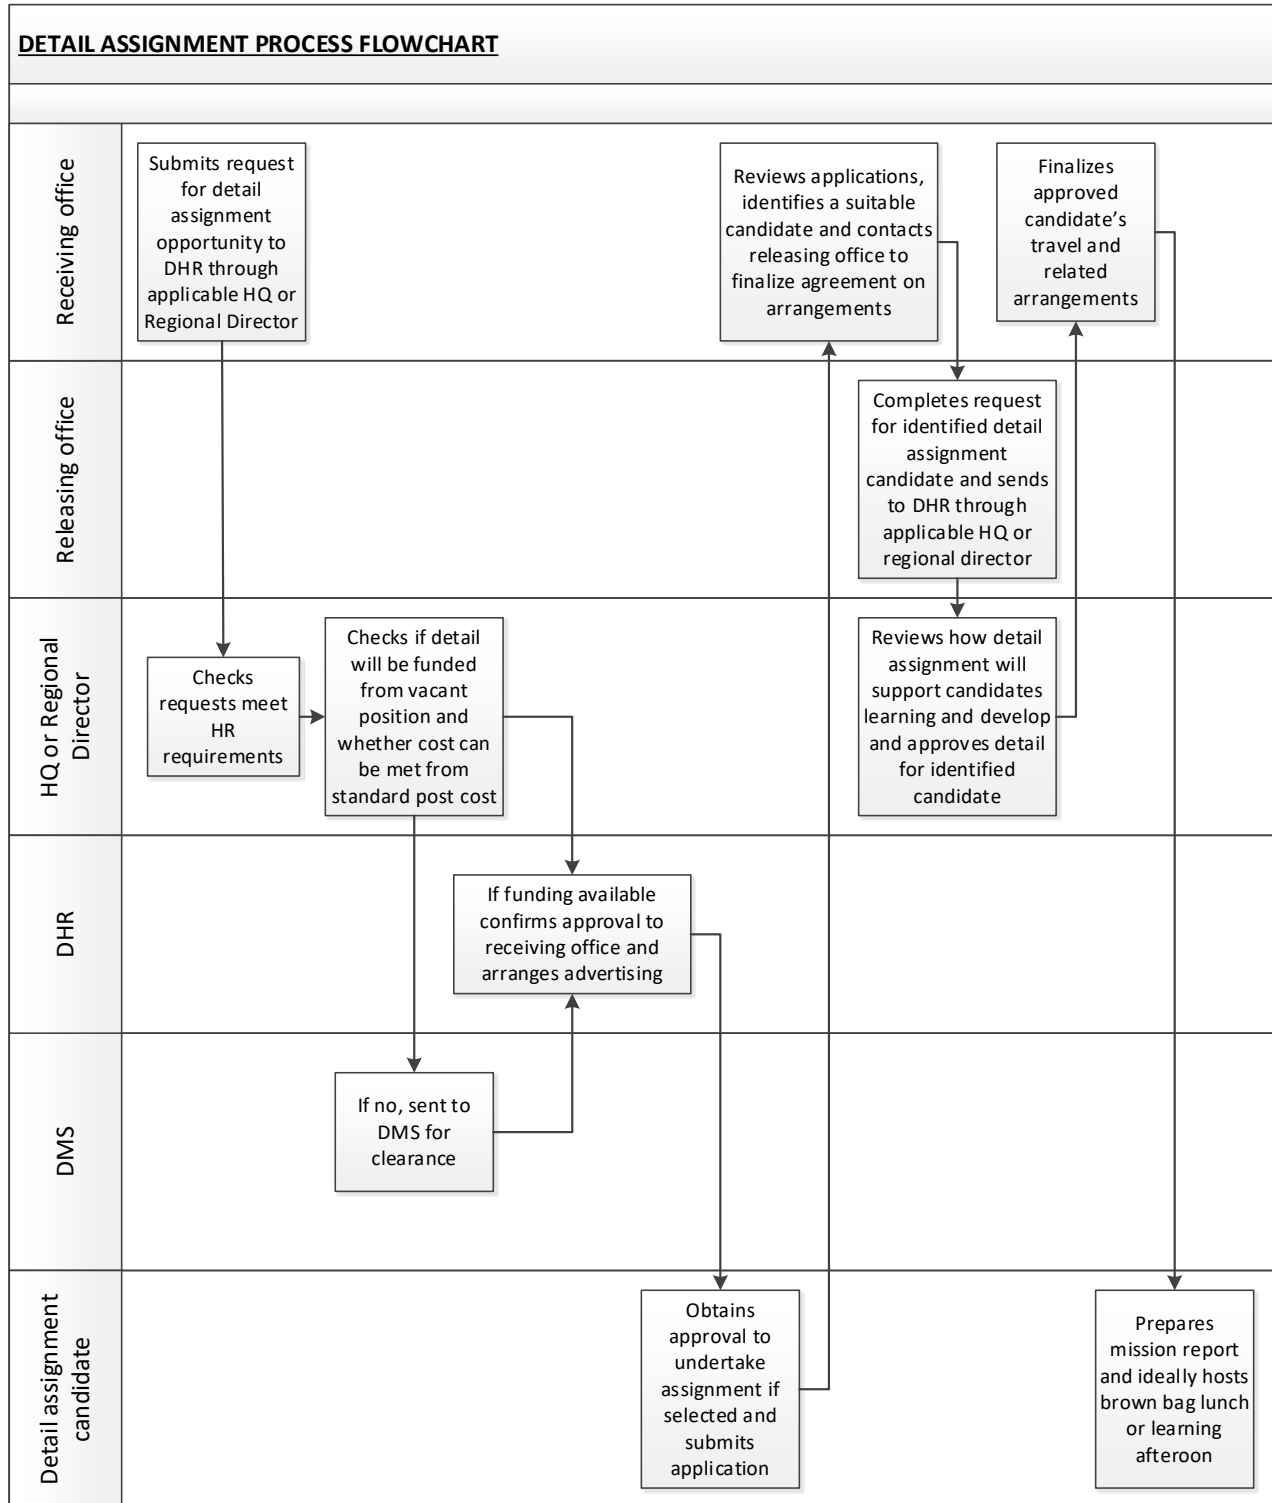 DETAIL ASSIGNMENT PROCESS FLOWCHART
Receiving office
Submits request
for detail
assignment
opportunity to
DHR through
applicable HQ or
Regional Director
Reviews applications,
identifies a suitable
candidate and contacts
releasing office to
finalize agreement on
arrangements
Finalizes
approved
candidate’s
travel and
related
arrangements
Releasing office
Completes request
for identified detail
assignment
candidate and sends
to DHR through
applicable HQ or
regional director
HQ or Regional
Director
Checks
requests meet
HR
requirements
Checks if detail
will be funded
from vacant
position and
whether cost can
be met from
standard post cost
Reviews how detail
assignment will
support candidates
learning and develop
and approves detail
for identified
candidate
DHR
If funding available
confirms approval to
receiving office and
arranges advertising
DMS
If no, sent to
DMS for
clearance
Detail assignment
candidate
Obtains
approval to
undertake
assignment if
selected and
submits
application
Prepares
mission report
and ideally hosts
brown bag lunch
or learning
afteroon